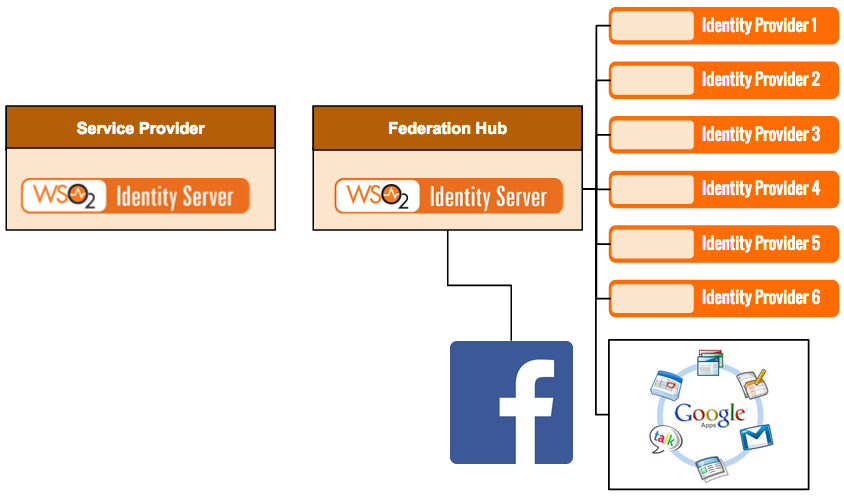 Service Provider
WSO2 Identity Server
Federation Hub
WSO2 Identity Server
Identity Provider 1
Identity Provider 2
Identity Provider 3
Identity Provider 4
Identity Provider 5
Identity Provider 6
f
Google
Apps
talk